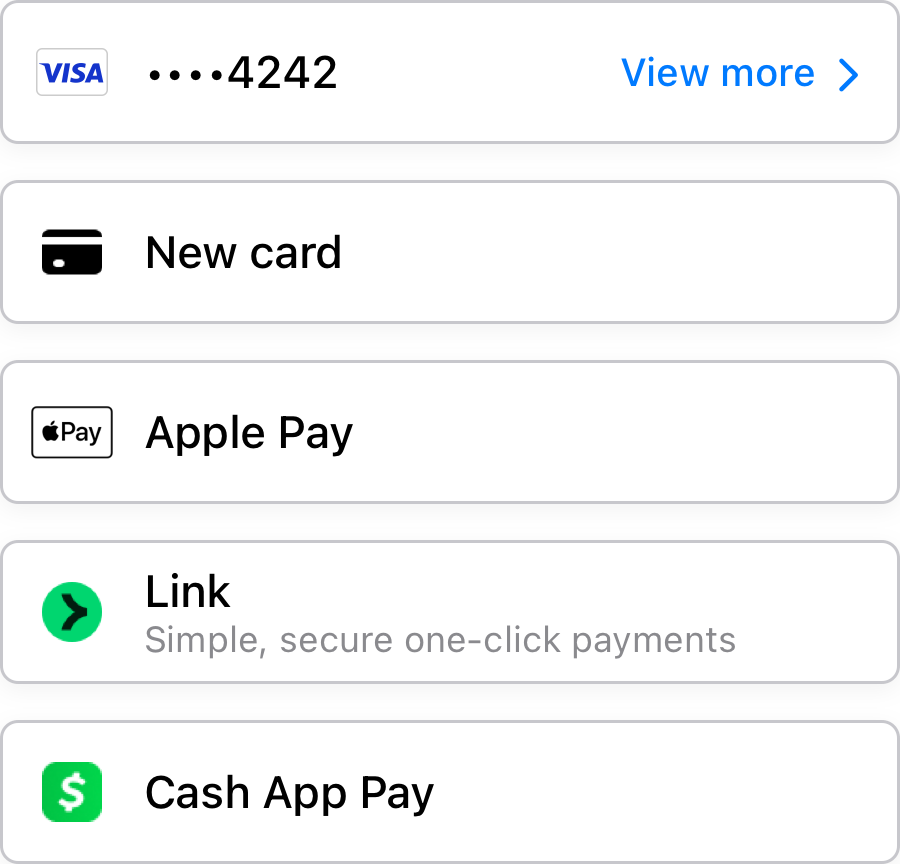 VISA ••••4242 View more
New card
Pay Apple Pay
Link
Simple, secure one-click payments
$ Cash App Pay